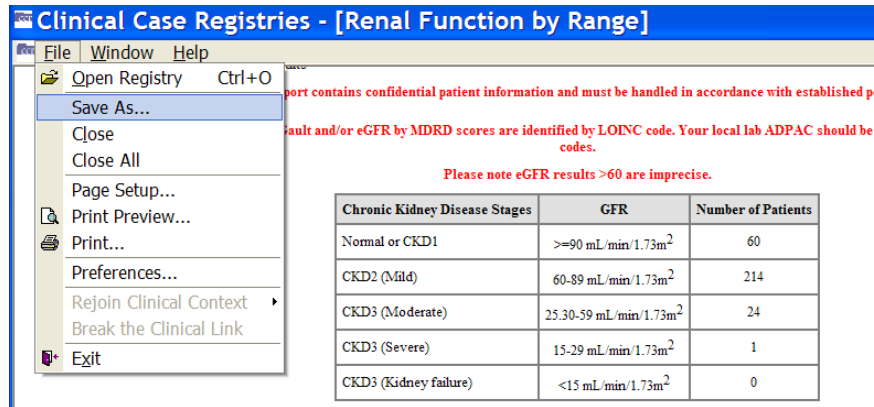 Clinical Case Registries - [Renal Function by Range]
File Window Help
Open Registry Ctrl+O
Save As...
Close
Close All
Page Setup...
Print Preview...
Print...
Preferences...
Rejoin Clinical Context
Break the Clinical Link
Exit
port contains confidential patient information and must be handled in accordance with established p
ault and/or eGFR by MDRD scores are identified by LOINC code. Your local lab ADPAC should be
codes.
Please note eGFR results >60 are imprecise.
Chronic Kidney Disease Stages GFR Number of Patients
Normal or CKD1 >=90 mL/min/1.73m2 60
CKD2 (Mild) 60-89 mL/min/1.73m2 214
CKD3 (Moderate) 25.30-59 mL/min/1.73m2 24
CKD3 (Severe) 15-29 mL/min/1.73m2 1
CKD3 (Kidney failure) <15 mL/min/1.73m2 0